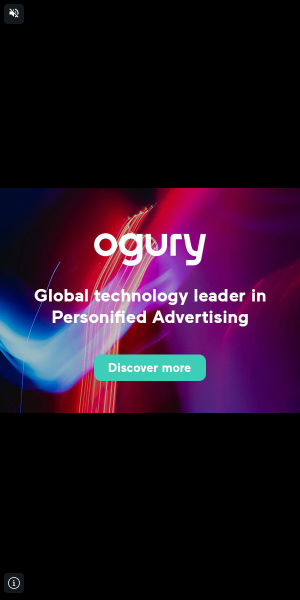 ogury
Global technology leader in
Personified Advertising
Discover more